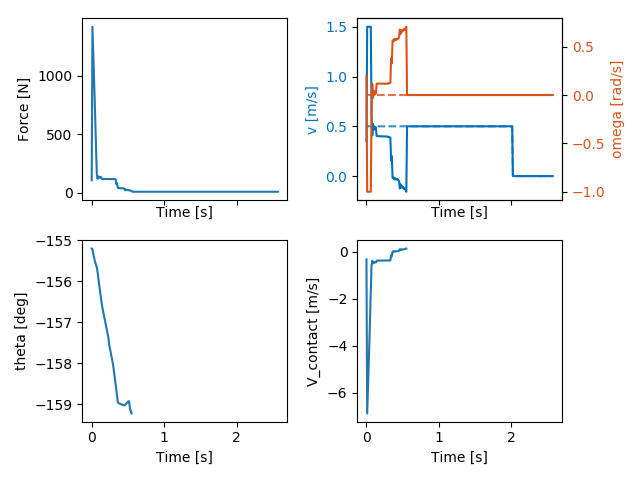 Force [N]
1000
500
0
Time [s]
v [m/s]
1.5
1.0
0.5
0.0
Time [s]
0.5
0.0
−0.5
−1.0
omega [rad/s]
theta [deg]
−155
−156
−157
−158
−159
0
1
2
Time [s]
V_contact [m/s]
0
−2
−4
−6
0
1
2
Time [s]